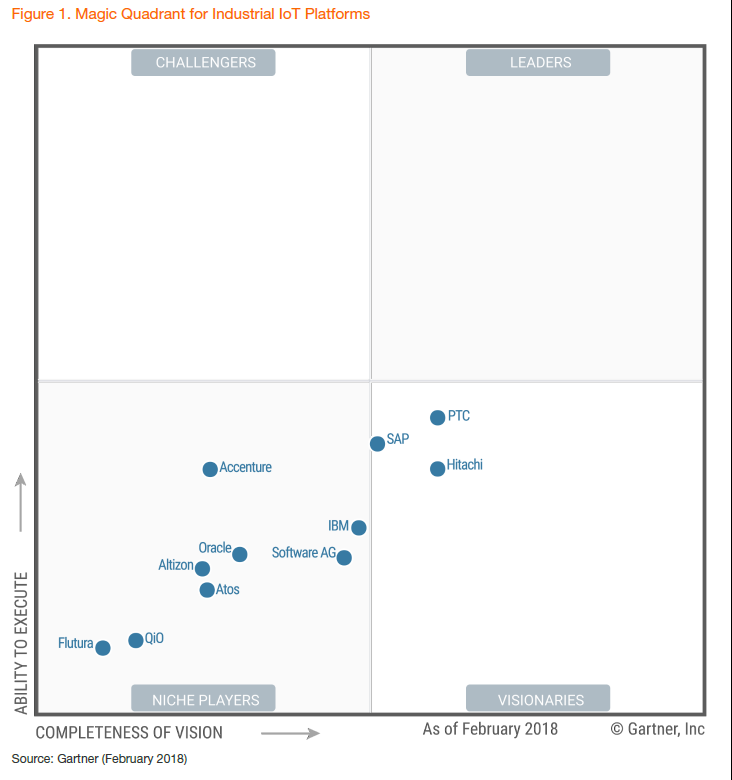 Figure 1. Magic Quadrant for Industrial IoT Platforms
CHALLENGERS
LEADERS
PTC
SAP
Hitachi
Accenture
IBM
Oracle
Software AG
Altizon
Atos
QiO
Flutura
NICHE PLAYERS
VISIONARIES
ABILITY TO EXECUTE
COMPLETENESS OF VISION
As of February 2018
© Gartner, Inc
Source: Gartner (February 2018)